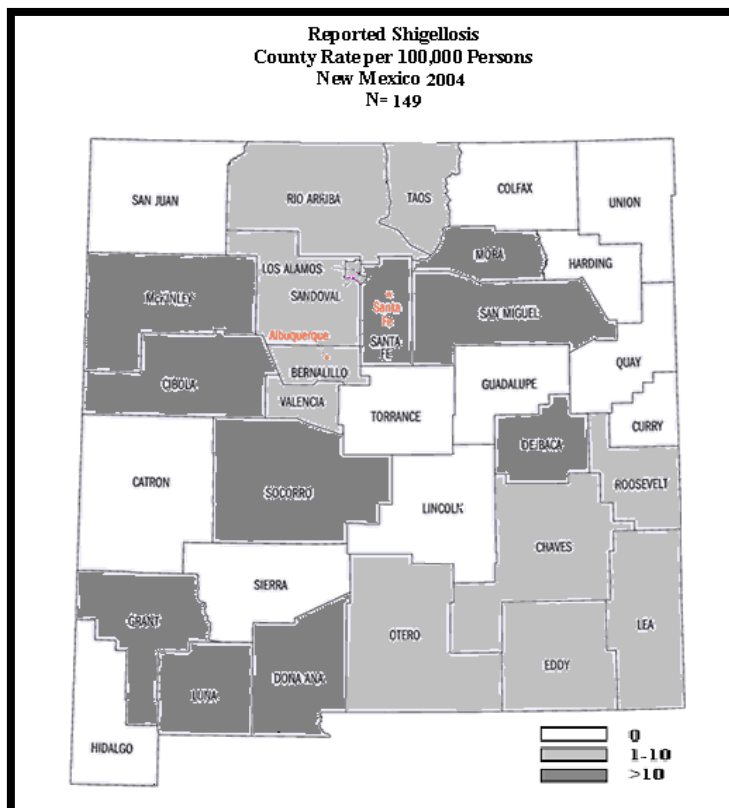 Reported Shigellosis
County Rate per 100,000 Persons
New Mexico 2004
N= 149
SAN JUAN
RIO ARRIBA
TAOS
COLFAX
UNION
LOS ALAMOS
MORA
HARDING
McKINLEY
SANDOVAL
Santa
Fe
SAN MIGUEL
Albuquerque
SANTA
FE
CIBOLA
BERNALILLO
VALENCIA
TORRANCE
GUADALUPE
QUAY
CURRY
DE BACA
CATRON
SOCORRO
LINCOLN
ROOSEVELT
CHAVES
SIERRA
GRANT
OTERO
LEA
EDDY
LUNA
DONA ANA
HIDALGO
0
1-10
>10